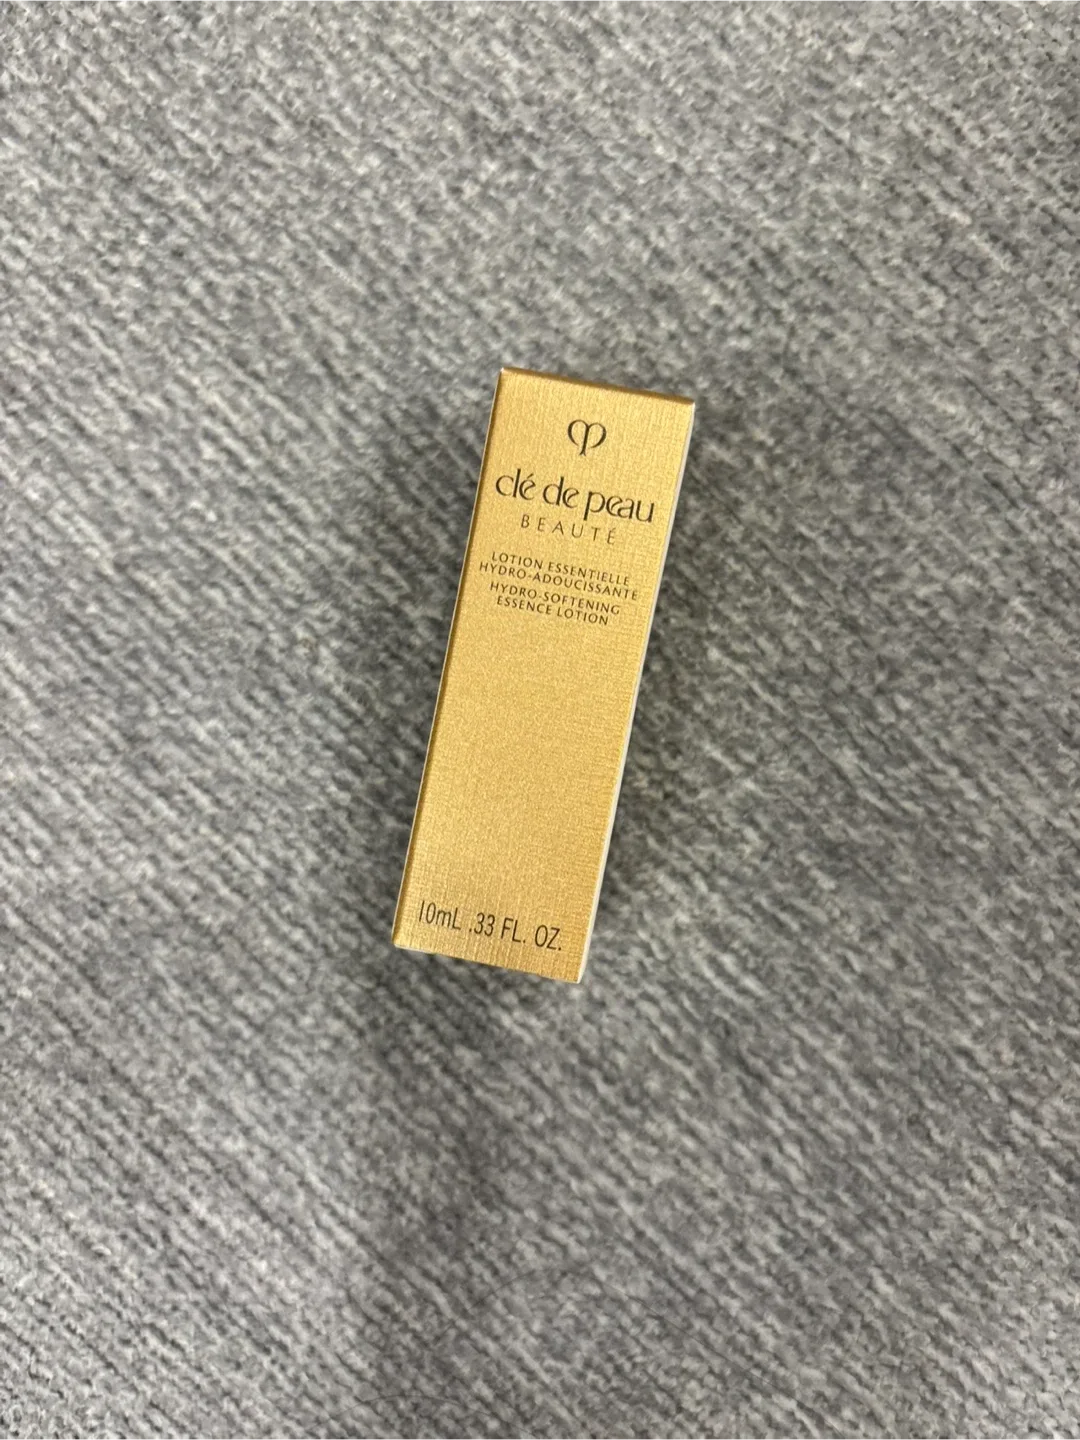 clé de peau
BEAUTÉ
LOTION ESSENTIELLE
HYDRO-ADOUCISSANTE
HYDRO-SOFTENING
ESSENCE LOTION
10mL .33 FL. OZ.